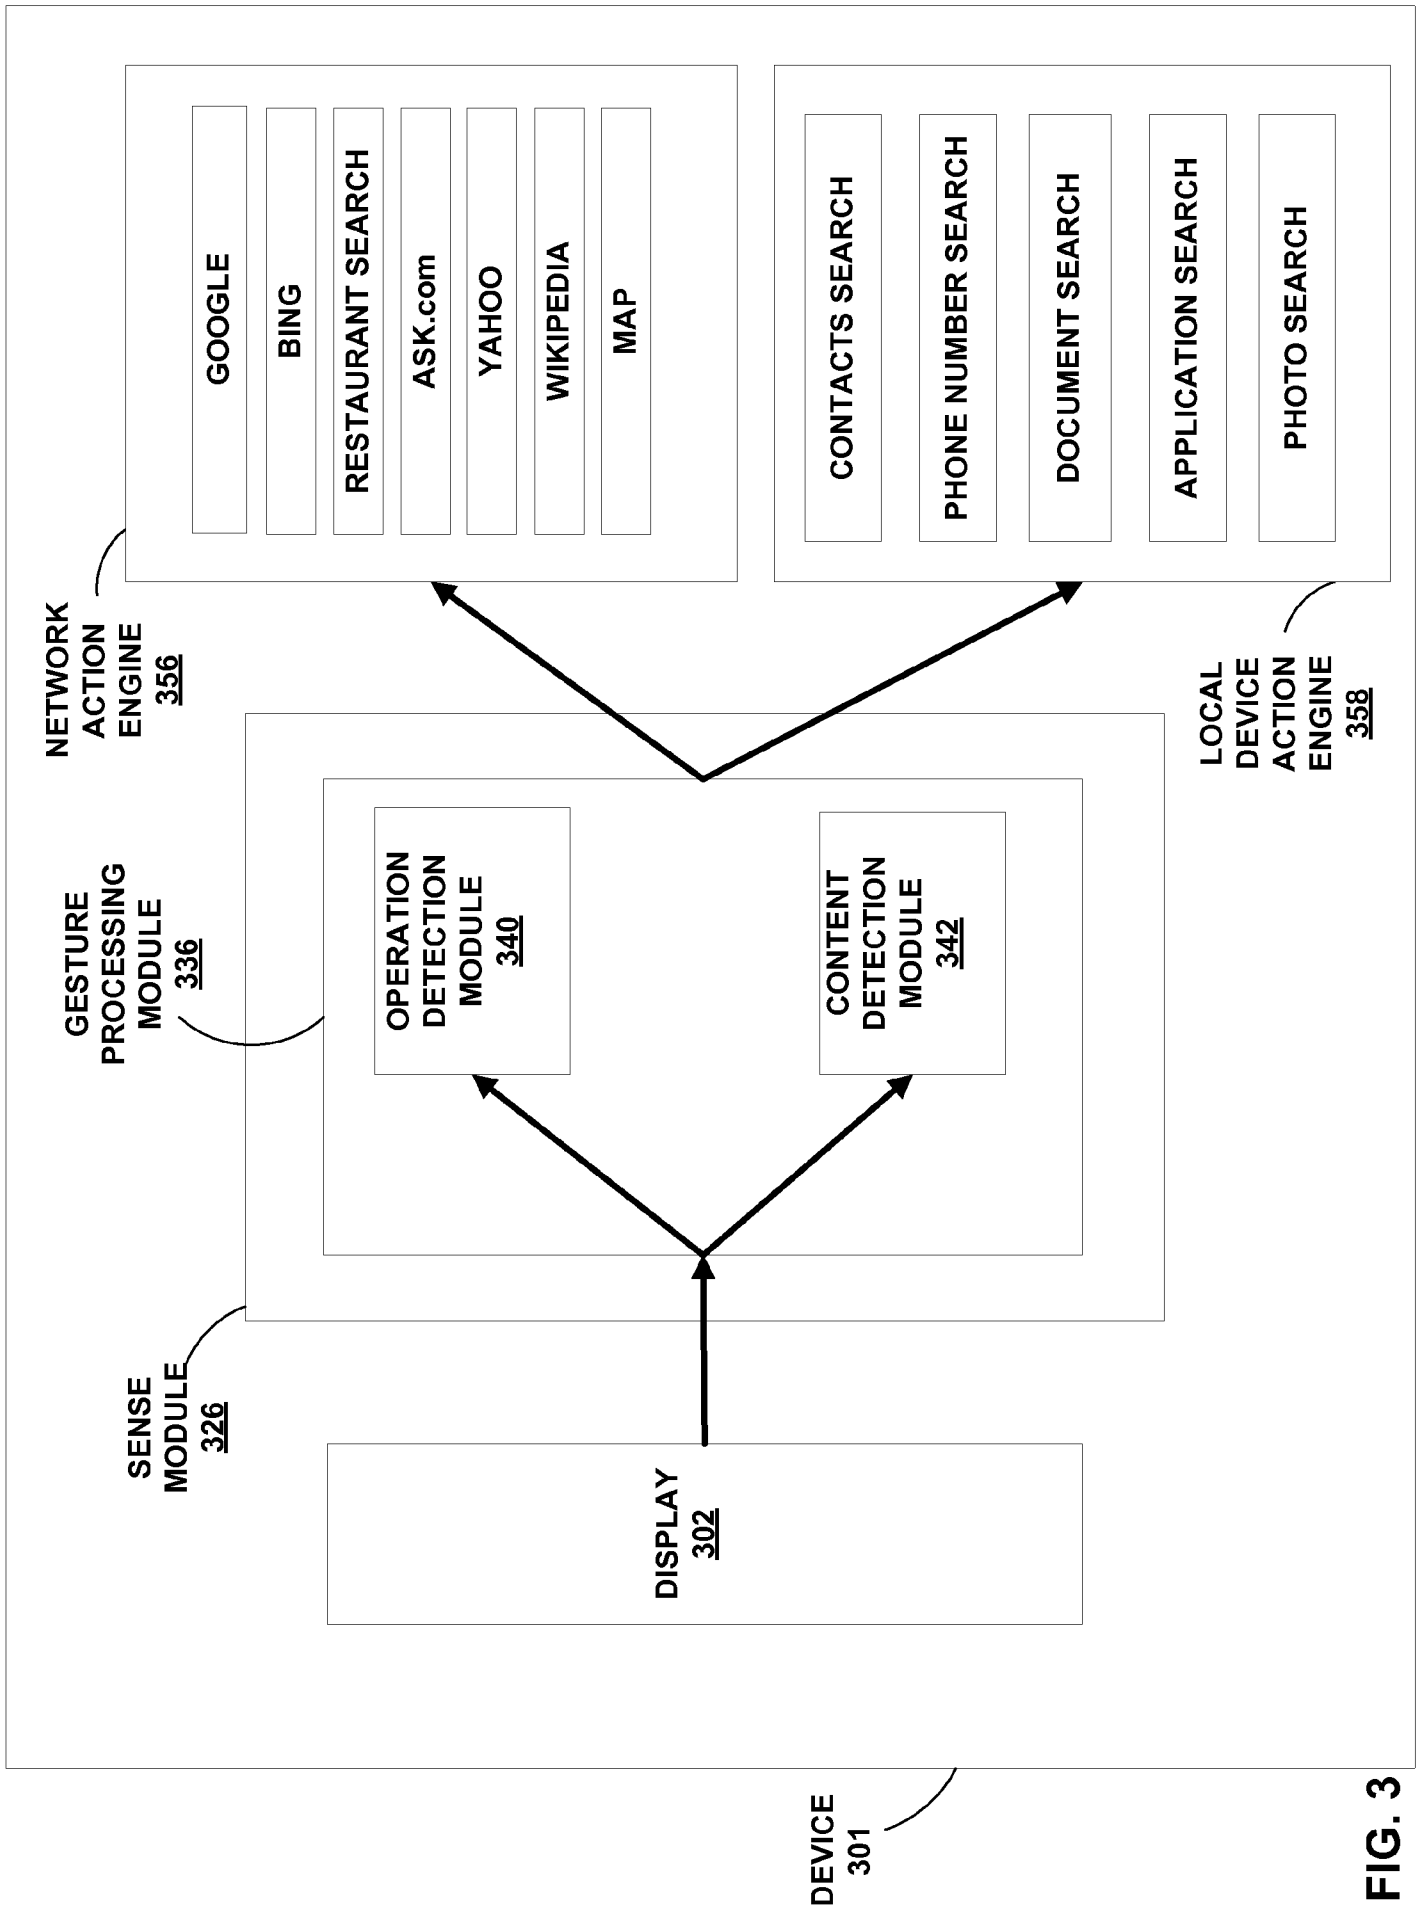 NETWORK
ACTION
ENGINE
356
GOOGLE
BING
RESTAURANT SEARCH
ASK.com
YAHOO
WIKIPEDIA
MAP
GESTURE
PROCESSING
MODULE
336
SENSE
MODULE
326
OPERATION
DETECTION
MODULE
340
DISPLAY
302
CONTENT
DETECTION
MODULE
342
CONTACTS SEARCH
PHONE NUMBER SEARCH
DOCUMENT SEARCH
APPLICATION SEARCH
PHOTO SEARCH
LOCAL
DEVICE
ACTION
ENGINE
358
DEVICE
301
FIG. 3